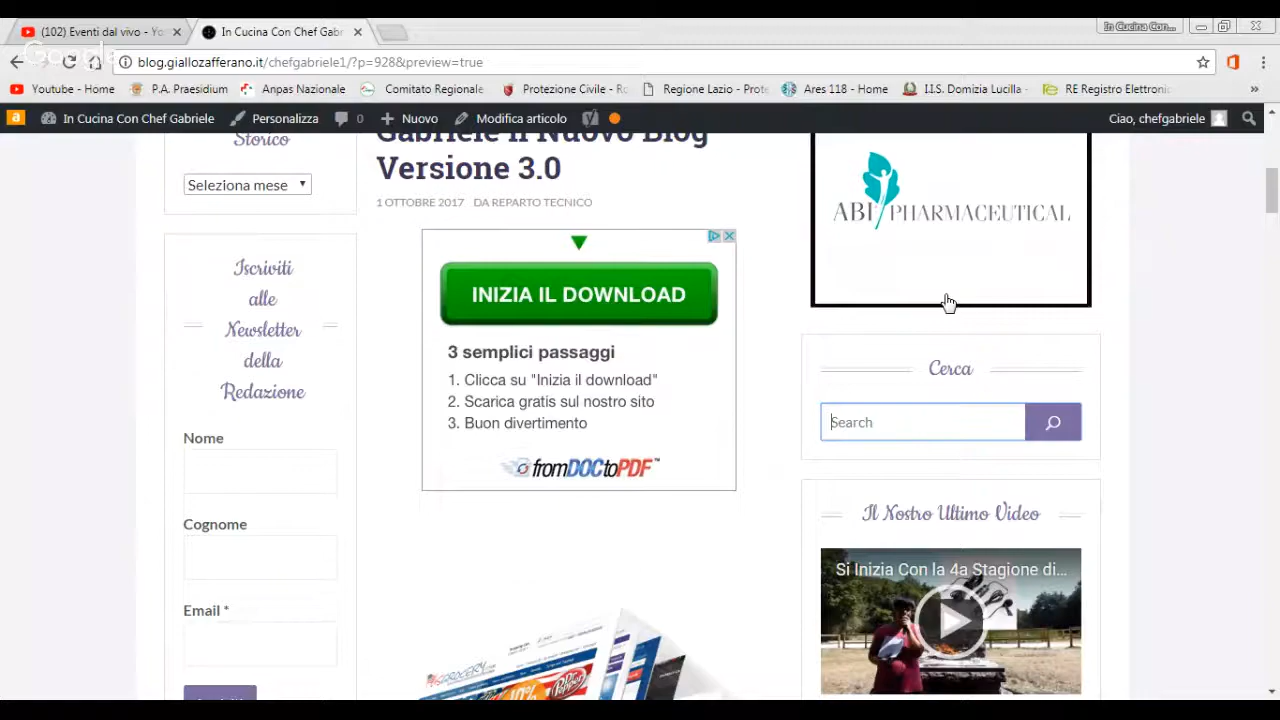 (102) Eventi dal vivo - Yo
In Cucina Con Chef Gabr
In Cucina Con...
Google
blog.giallozafferano.it/chefgabriele1/?p=928&preview=true
Youtube - Home
P.A. Praesidium
Anpas Nazionale
Comitato Regionale
Protezione Civile - Ro
Regione Lazio - Prote
Ares 118 - Home
I.I.S. Domizia Lucilla -
RE Registro Elettroni
»
a In Cucina Con Chef Gabriele
Personalizza
0
Nuovo
Modifica articolo
Ciao, chefgabriele
Storico
Seleziona mese
Iscriviti
alle
Newsletter
della
Redazione
Nome
Cognome
Email *
Gabriele il Nuovo Blog
Versione 3.0
1 OTTOBRE 2017 DA REPARTO TECNICO
INIZIA IL DOWNLOAD
3 semplici passaggi
1. Clicca su "Inizia il download"
2. Scarica gratis sul nostro sito
3. Buon divertimento
fromDOCtoPDF™
ABI PHARMACEUTICAL
Cerca
Search
Il Nostro Ultimo Video
Si Inizia Con la 4a Stagione di...